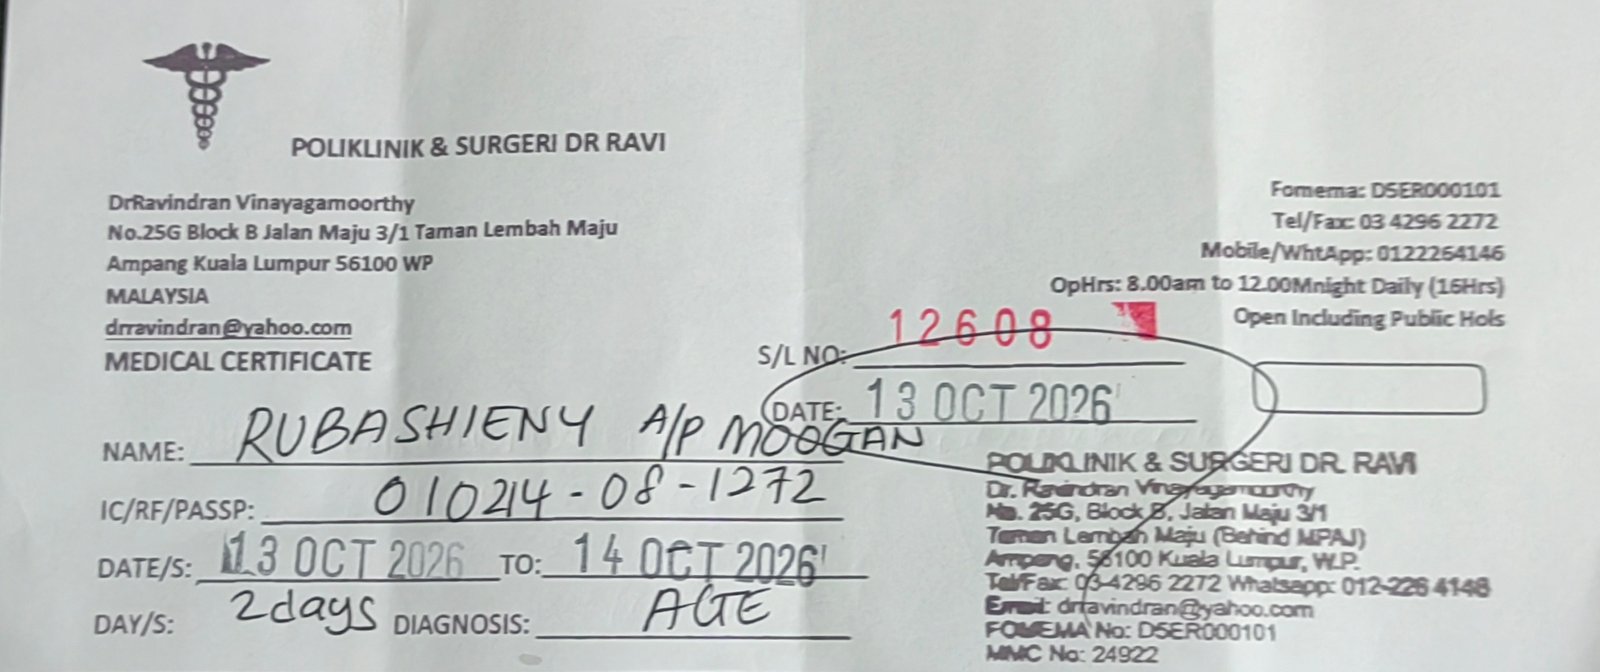 POLIKLINIK & SURGERI DR RAVI
DrRavindran Vinayagamoorthy
No.25G Block B Jalan Maju 3/1 Taman Lembah Maju
Ampang Kuala Lumpur 56100 WP
MALAYSIA
drravindran@yahoo.com
MEDICAL CERTIFICATE
Fomema: D5ER000101
Tel/Fax: 03 4296 2272
Mobile/WhtApp: 0122264146
OpHrs: 8.00am to 12.00Mnight Daily (16Hrs)
Open Including Public Hols
S/L NO: 12608
DATE: 13 OCT 2026
NAME: RUBASHIENY A/P MOOGAN
IC/RF/PASSP: 010214-08-1272
DATE/S: 13 OCT 2026 TO: 14 OCT 2026
DAY/S: 2days DIAGNOSIS: AGE
POLIKLINIK & SURGERI DR. RAVI
Dr. Ravindran Vinayagamoorthy
No. 25G, Block B, Jalan Maju 3/1
Taman Lembah Maju (Behind MPAJ)
Ampang, 56100 Kuala Lumpur, W.P.
Tel/Fax: 03-4296 2272 Whatsapp: 012-226 4146
Email: drravindran@yahoo.com
FOMEMA No: D5ER000101
MMC No: 24922